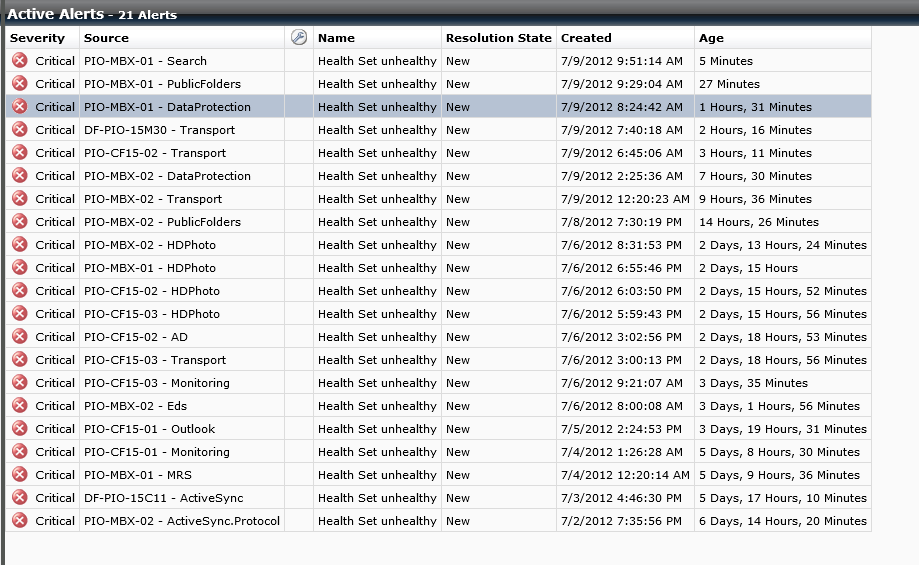 Active Alerts - 21 Alerts
Severity Source Name Resolution State Created Age
Critical PIO-MBX-01 - Search Health Set unhealthy New 7/9/2012 9:51:14 AM 5 Minutes
Critical PIO-MBX-01 - PublicFolders Health Set unhealthy New 7/9/2012 9:29:04 AM 27 Minutes
Critical PIO-MBX-01 - DataProtection Health Set unhealthy New 7/9/2012 8:24:42 AM 1 Hours, 31 Minutes
Critical DF-PIO-15M30 - Transport Health Set unhealthy New 7/9/2012 7:40:18 AM 2 Hours, 16 Minutes
Critical PIO-CF15-02 - Transport Health Set unhealthy New 7/9/2012 6:45:06 AM 3 Hours, 11 Minutes
Critical PIO-MBX-02 - DataProtection Health Set unhealthy New 7/9/2012 2:25:36 AM 7 Hours, 30 Minutes
Critical PIO-MBX-02 - Transport Health Set unhealthy New 7/9/2012 12:20:23 AM 9 Hours, 36 Minutes
Critical PIO-MBX-02 - PublicFolders Health Set unhealthy New 7/8/2012 7:30:19 PM 14 Hours, 26 Minutes
Critical PIO-MBX-02 - HDPhoto Health Set unhealthy New 7/6/2012 8:31:53 PM 2 Days, 13 Hours, 24 Minutes
Critical PIO-MBX-01 - HDPhoto Health Set unhealthy New 7/6/2012 6:55:46 PM 2 Days, 15 Hours
Critical PIO-CF15-02 - HDPhoto Health Set unhealthy New 7/6/2012 6:03:50 PM 2 Days, 15 Hours, 52 Minutes
Critical PIO-CF15-03 - HDPhoto Health Set unhealthy New 7/6/2012 5:59:43 PM 2 Days, 15 Hours, 56 Minutes
Critical PIO-CF15-02 - AD Health Set unhealthy New 7/6/2012 3:02:56 PM 2 Days, 18 Hours, 53 Minutes
Critical PIO-CF15-03 - Transport Health Set unhealthy New 7/6/2012 3:00:13 PM 2 Days, 18 Hours, 56 Minutes
Critical PIO-CF15-03 - Monitoring Health Set unhealthy New 7/6/2012 9:21:07 AM 3 Days, 35 Minutes
Critical PIO-MBX-02 - Eds Health Set unhealthy New 7/6/2012 8:00:08 AM 3 Days, 1 Hours, 56 Minutes
Critical PIO-CF15-01 - Outlook Health Set unhealthy New 7/5/2012 2:24:53 PM 3 Days, 19 Hours, 31 Minutes
Critical PIO-CF15-01 - Monitoring Health Set unhealthy New 7/4/2012 1:26:28 AM 5 Days, 8 Hours, 30 Minutes
Critical PIO-MBX-01 - MRS Health Set unhealthy New 7/4/2012 12:20:14 AM 5 Days, 9 Hours, 36 Minutes
Critical DF-PIO-15C11 - ActiveSync Health Set unhealthy New 7/3/2012 4:46:30 PM 5 Days, 17 Hours, 10 Minutes
Critical PIO-MBX-02 - ActiveSync.Protocol Health Set unhealthy New 7/2/2012 7:35:56 PM 6 Days, 14 Hours, 20 Minutes